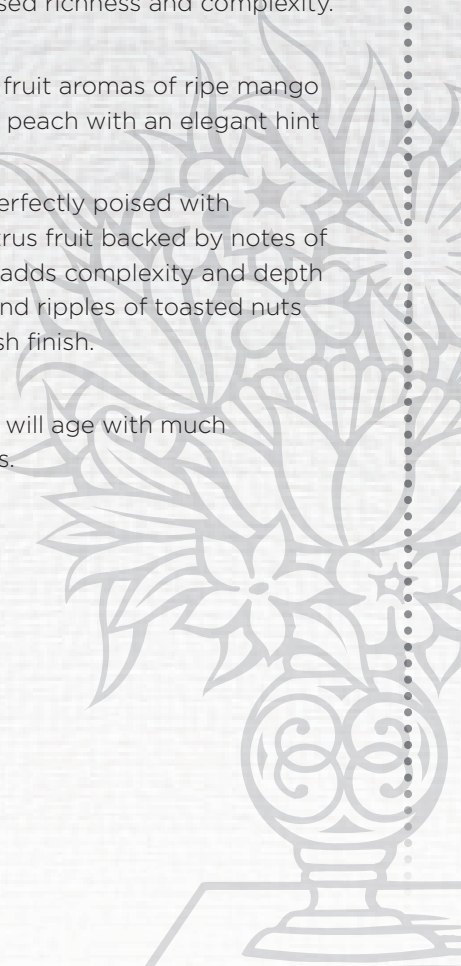 sed richness and complexity.
fruit aromas of ripe mango
peach with an elegant hint
erfectly poised with
trus fruit backed by notes of
adds complexity and depth
nd ripples of toasted nuts
sh finish.
will age with much
s.